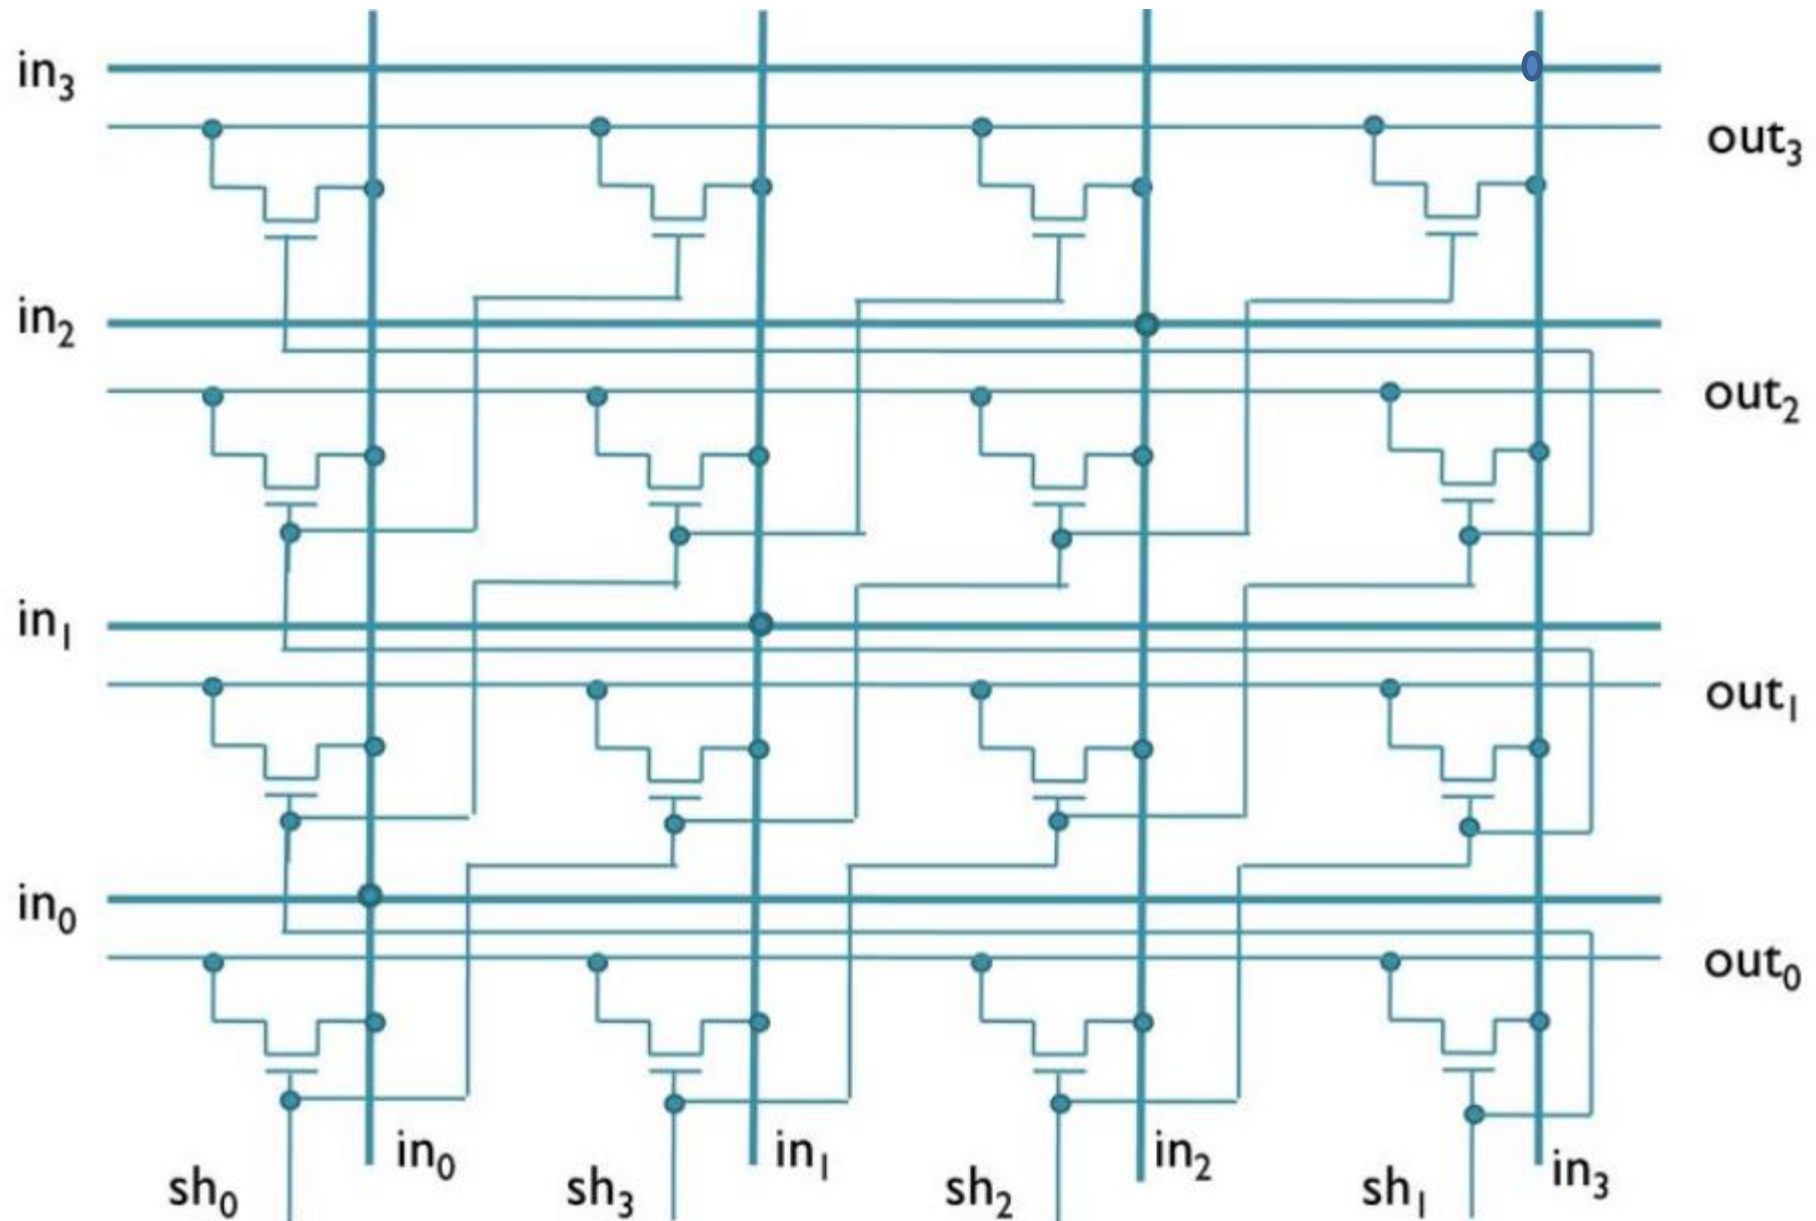 in₃
out₃
in₂
out₂
in₁
out₁
in₀
out₀
in₀ in₁ in₂ in₃
sh₀ sh₃ sh₂ sh₁